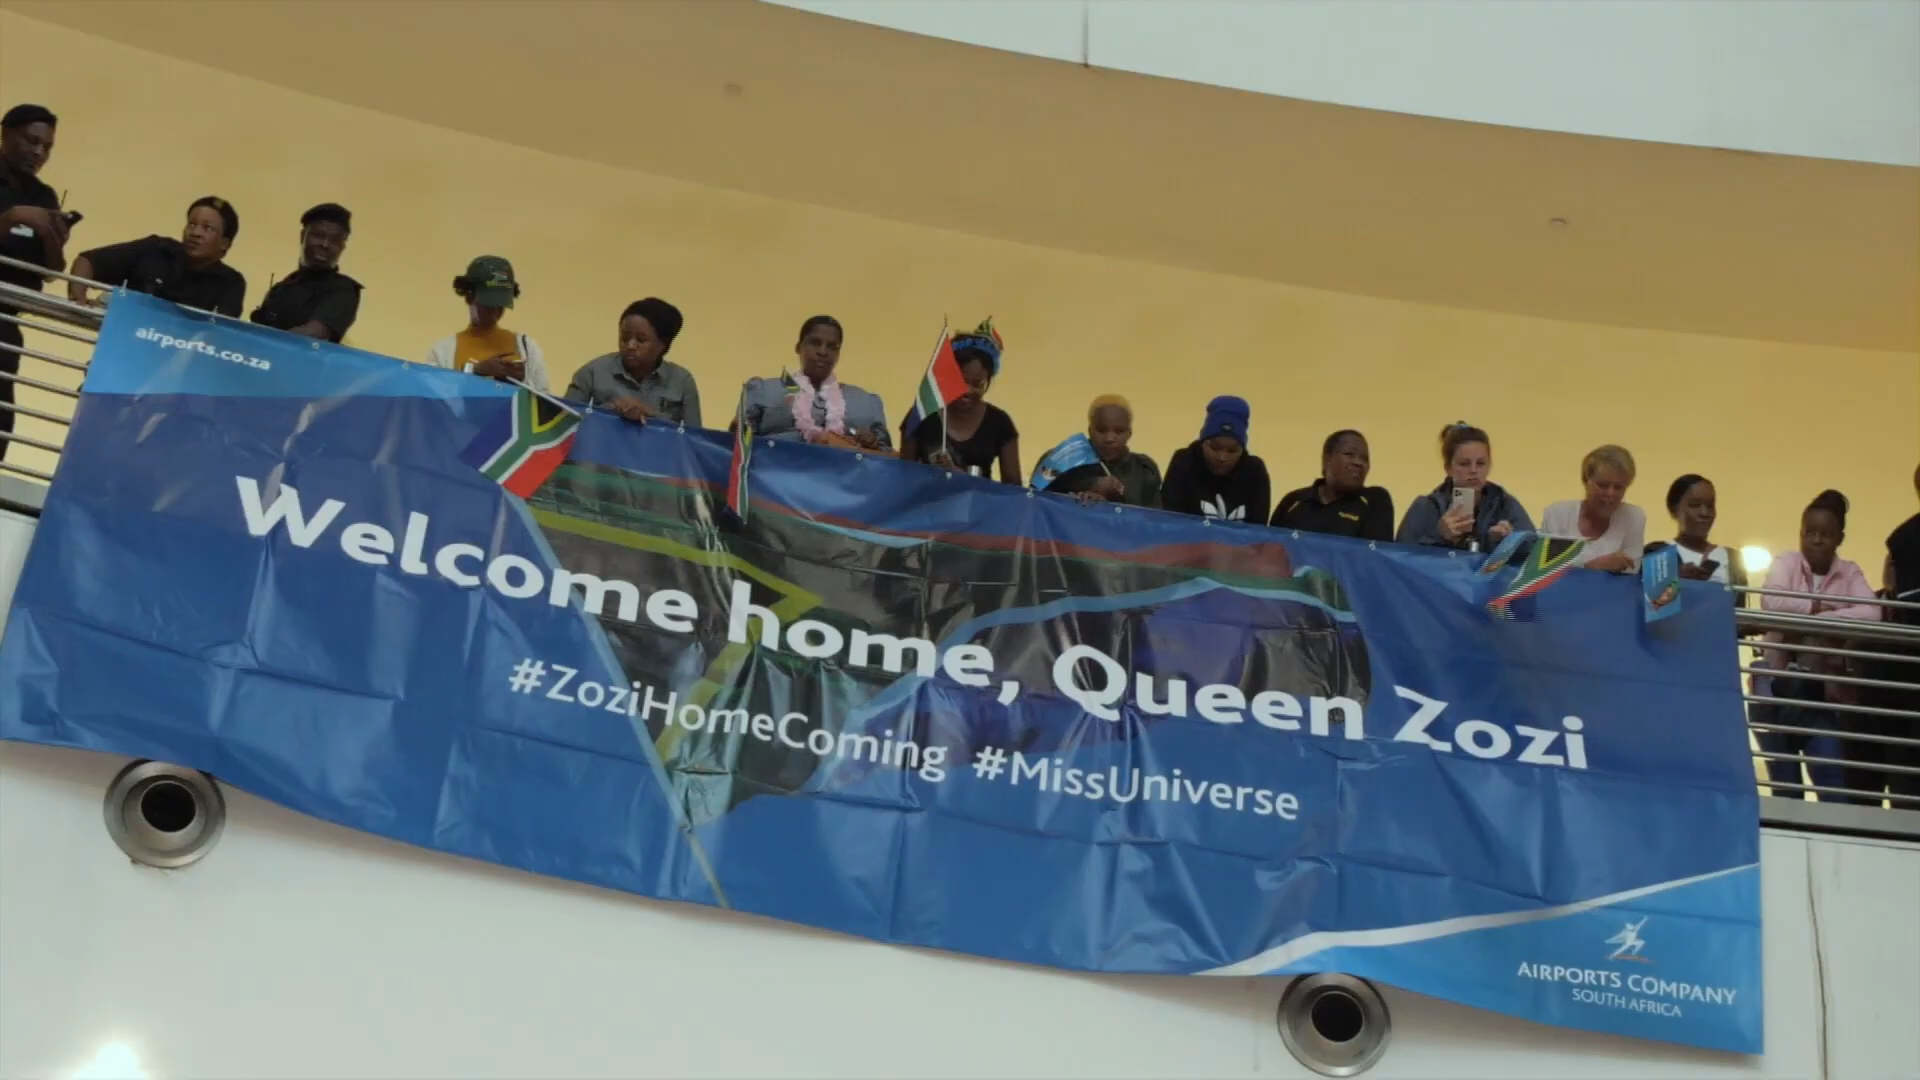 airports.co.za
Welcome home, Queen Zozi
#ZoziHomeComing #MissUniverse
AIRPORTS COMPANY
SOUTH AFRICA